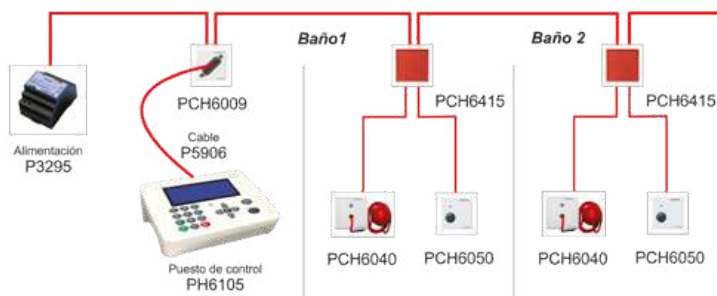 Baño1
Baño 2
PCH6009
PCH6415
PCH6415
Cable
P5906
Alimentación
P3295
Puesto de control
PH6105
PCH6040
PCH6050
PCH6040
PCH6050